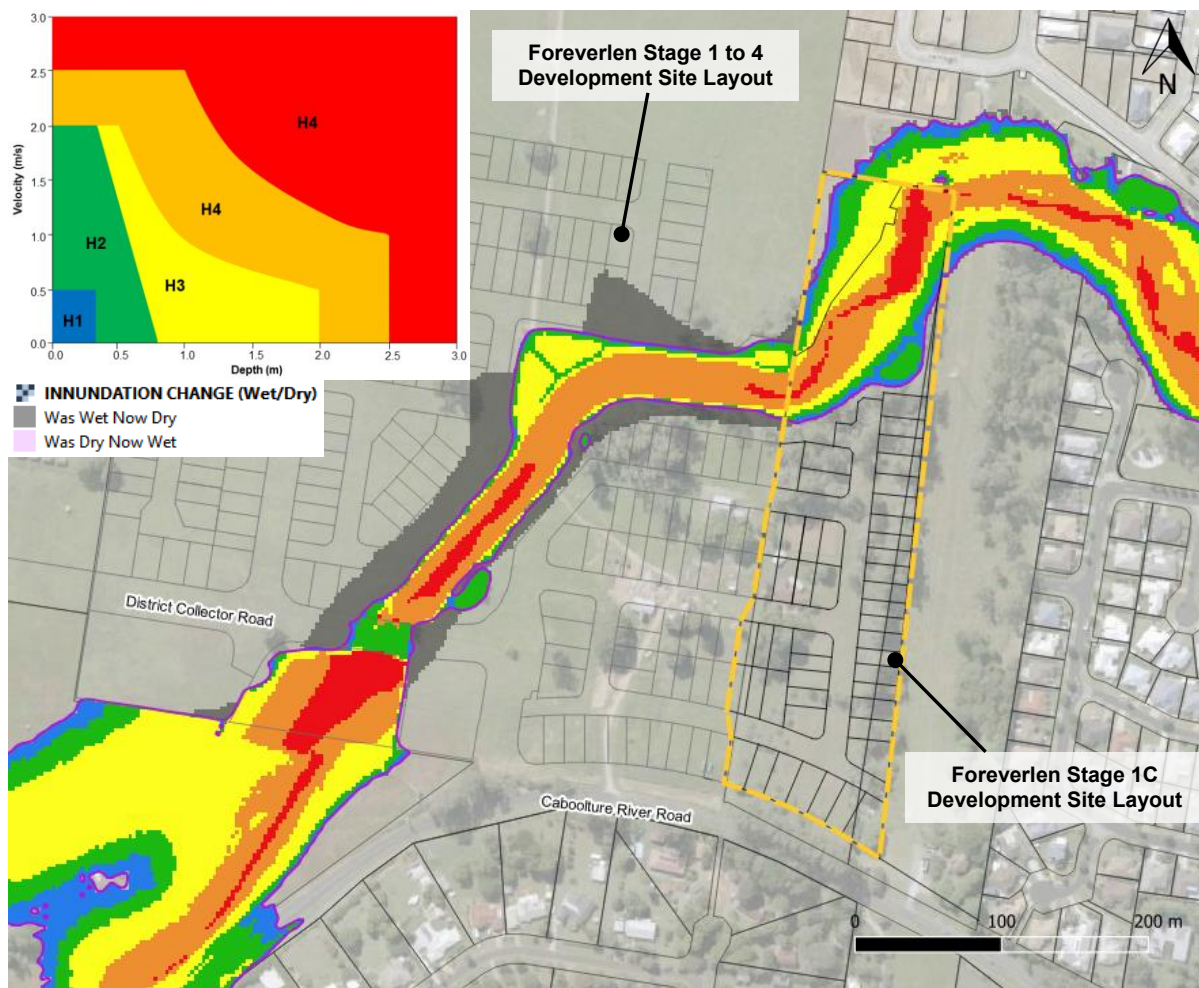 3.0
2.5
2.0
1.5
1.0
0.5
0.0
Velocity (m/s)
H4
H4
H2
H3
H1
0.0 0.5 1.0 1.5 2.0 2.5 3.0
Depth (m)
INNUNDATION CHANGE (Wet/Dry)
Was Wet Now Dry
Was Dry Now Wet
Foreverlen Stage 1 to 4
Development Site Layout
N
District Collector Road
Caboolture River Road
Foreverlen Stage 1C
Development Site Layout
0 100 200 m